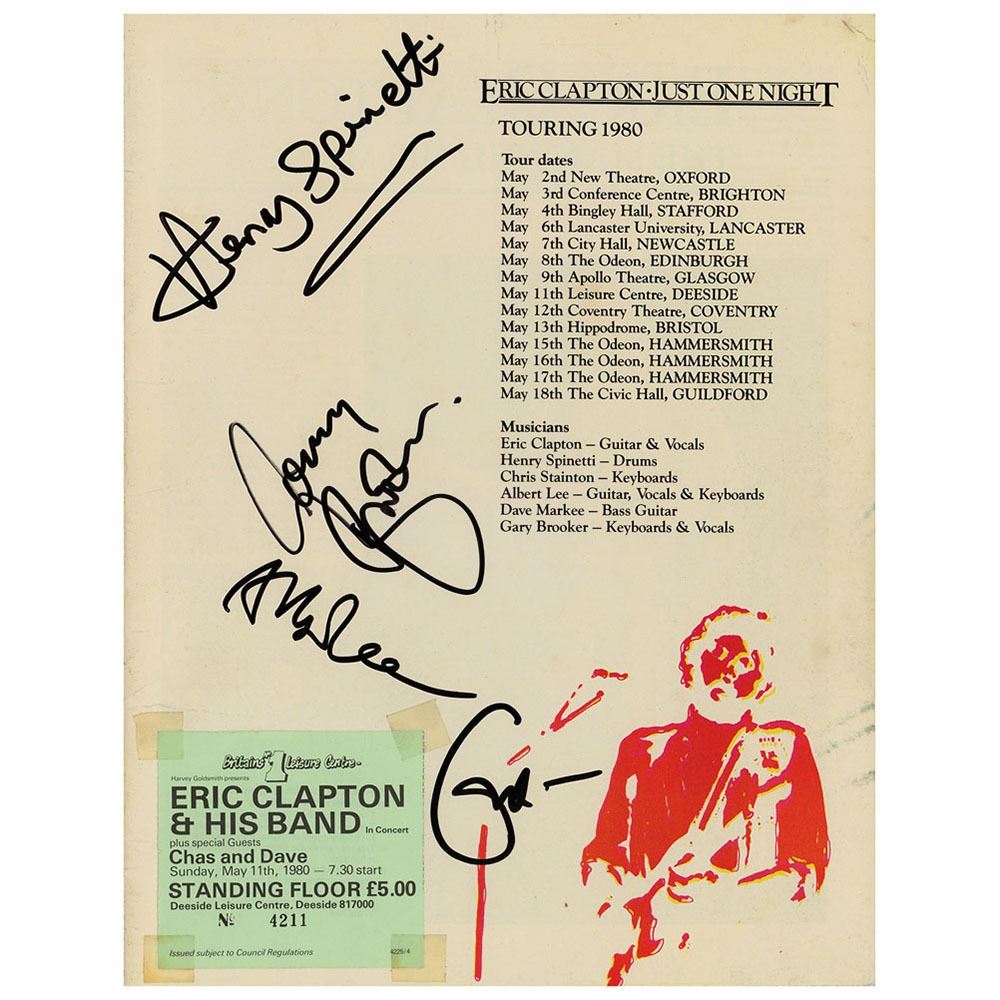 Henry Spinetti
ERIC CLAPTON·JUST ONE NIGHT
TOURING 1980
Tour dates
May 2nd New Theatre, OXFORD
May 3rd Conference Centre, BRIGHTON
May 4th Bingley Hall, STAFFORD
May 6th Lancaster University, LANCASTER
May 7th City Hall, NEWCASTLE
May 8th The Odeon, EDINBURGH
May 9th Apollo Theatre, GLASGOW
May 11th Leisure Centre, DEESIDE
May 12th Coventry Theatre, COVENTRY
May 13th Hippodrome, BRISTOL
May 15th The Odeon, HAMMERSMITH
May 16th The Odeon, HAMMERSMITH
May 17th The Odeon, HAMMERSMITH
May 18th The Civic Hall, GUILDFORD
Musicians
Eric Clapton – Guitar & Vocals
Henry Spinetti – Drums
Chris Stainton – Keyboards
Albert Lee – Guitar, Vocals & Keyboards
Dave Markee – Bass Guitar
Gary Brooker – Keyboards & Vocals
Britains Nº1 Leisure Centre
Harvey Goldsmith presents
ERIC CLAPTON
& HIS BAND In Concert
plus special Guests
Chas and Dave
Sunday, May 11th, 1980 – 7.30 start
STANDING FLOOR £5.00
Deeside Leisure Centre, Deeside 817000
Nº 4211
Issued subject to Council Regulations 4225/4